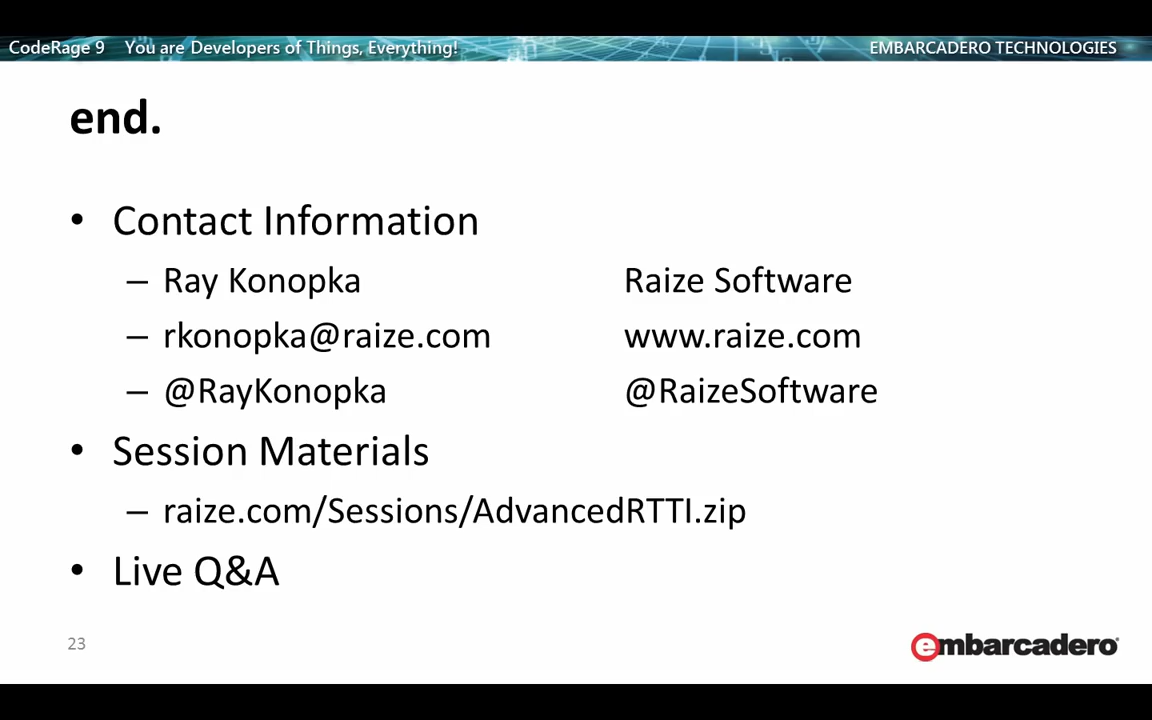 CodeRage 9 You are Developers of Things, Everything! EMBARCADERO TECHNOLOGIES
end.
• Contact Information
– Ray Konopka Raize Software
– rkonopka@raize.com www.raize.com
– @RayKonopka @RaizeSoftware
• Session Materials
– raize.com/Sessions/AdvancedRTTI.zip
• Live Q&A
23 embarcadero®